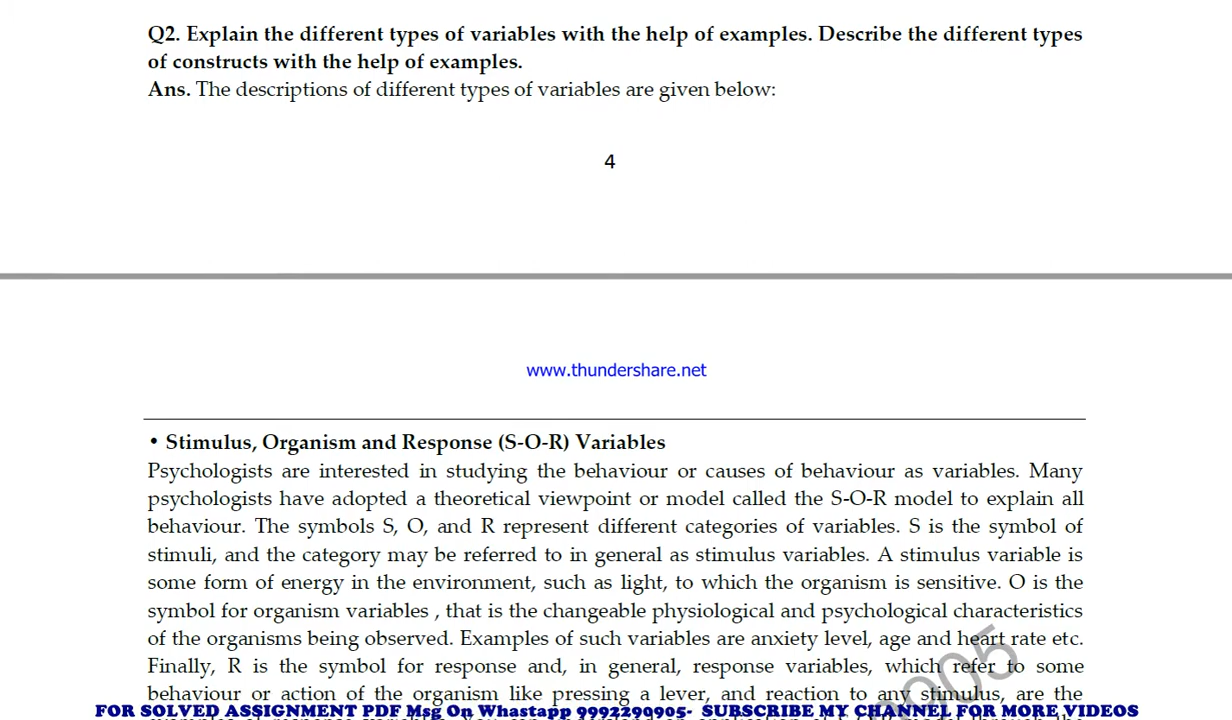 Q2. Explain the different types of variables with the help of examples. Describe the different types
of constructs with the help of examples.
Ans. The descriptions of different types of variables are given below:
4
www.thundershare.net
• Stimulus, Organism and Response (S-O-R) Variables
Psychologists are interested in studying the behaviour or causes of behaviour as variables. Many
psychologists have adopted a theoretical viewpoint or model called the S-O-R model to explain all
behaviour. The symbols S, O, and R represent different categories of variables. S is the symbol of
stimuli, and the category may be referred to in general as stimulus variables. A stimulus variable is
some form of energy in the environment, such as light, to which the organism is sensitive. O is the
symbol for organism variables , that is the changeable physiological and psychological characteristics
of the organisms being observed. Examples of such variables are anxiety level, age and heart rate etc.
Finally, R is the symbol for response and, in general, response variables, which refer to some
behaviour or action of the organism like pressing a lever, and reaction to any stimulus, are the
FOR SOLVED ASSIGNMENT PDF Msg On Whastapp 9992290905- SUBSCRIBE MY CHANNEL FOR MORE VIDEOS